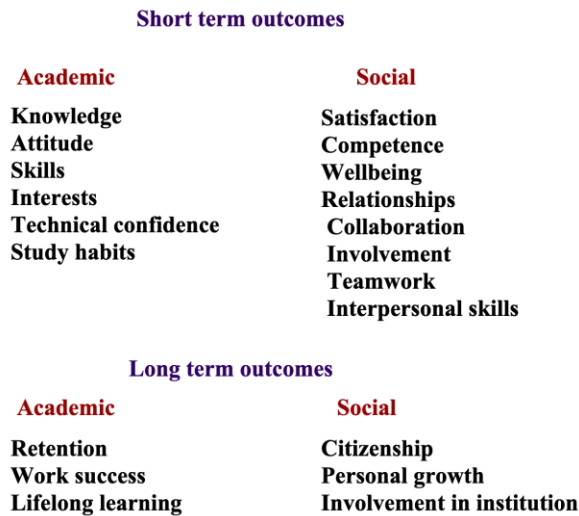 Short term outcomes
Academic
Social
Knowledge
Attitude
Skills
Interests
Technical confidence
Study habits
Satisfaction
Competence
Wellbeing
Relationships
Collaboration
Involvement
Teamwork
Interpersonal skills
Long term outcomes
Academic
Social
Retention
Work success
Lifelong learning
Citizenship
Personal growth
Involvement in institution